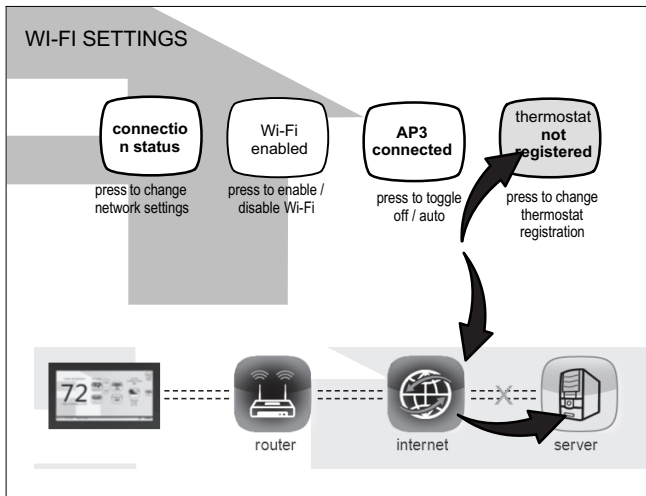 WI-FI SETTINGS
connectio
n status
press to change
network settings
Wi-Fi
enabled
press to enable /
disable Wi-Fi
AP3
connected
press to toggle
off / auto
thermostat
not
registered
press to change
thermostat
registration
72
X
router
internet
server